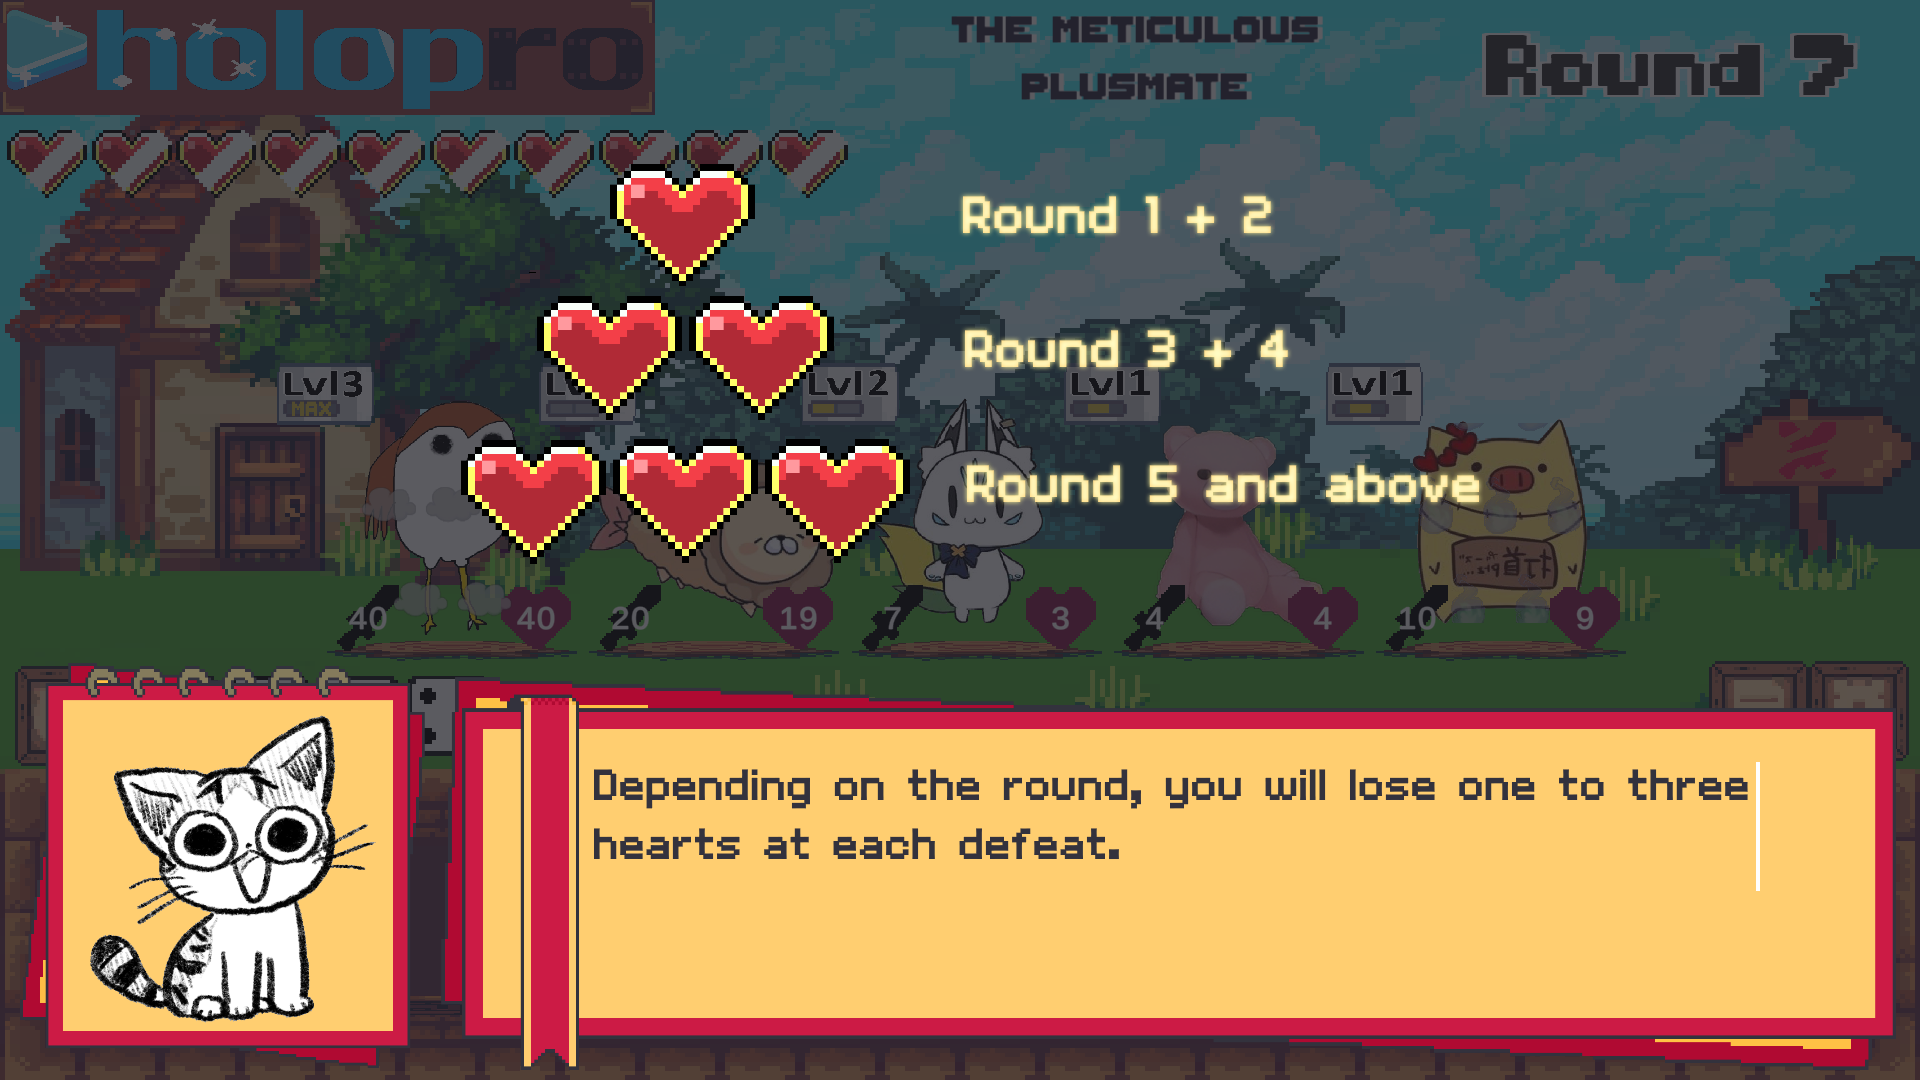 holopro
THE METICULOUS
PLUSMATE
Round 7
Round 1 + 2
Round 3 + 4
Round 5 and above
Lvl3
MAX
Lvl2
Lvl1
Lvl1
40 40 20 19 7 3 4 4 10 9
Depending on the round, you will lose one to three
hearts at each defeat.